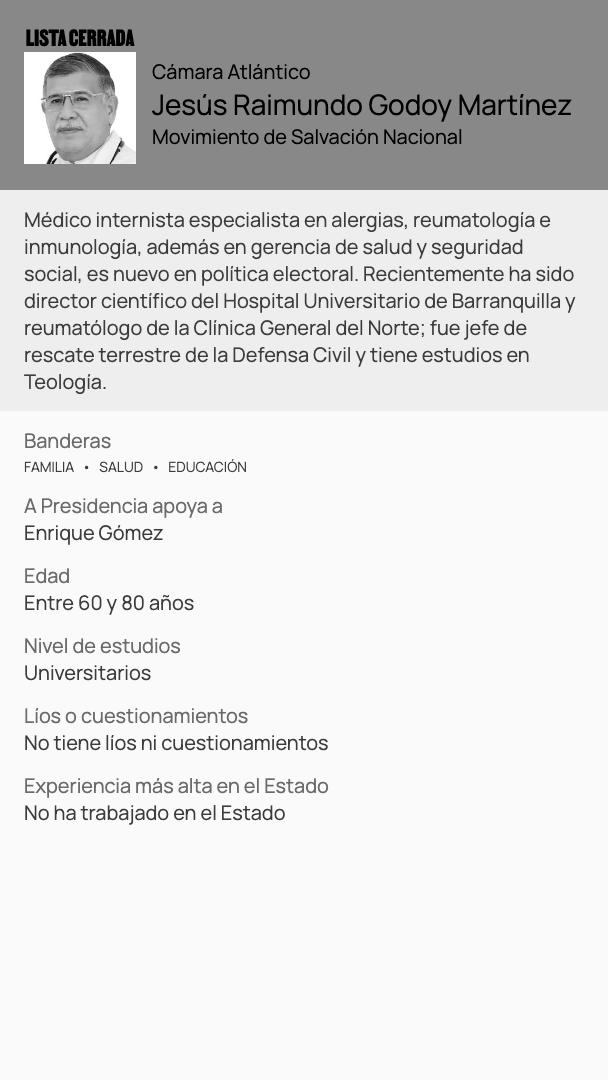 LISTA CERRADA
Cámara Atlántico
Jesús Raimundo Godoy Martínez
Movimiento de Salvación Nacional
Médico internista especialista en alergias, reumatología e
inmunología, además en gerencia de salud y seguridad
social, es nuevo en política electoral. Recientemente ha sido
director científico del Hospital Universitario de Barranquilla y
reumatólogo de la Clínica General del Norte; fue jefe de
rescate terrestre de la Defensa Civil y tiene estudios en
Teología.
Banderas
FAMILIA • SALUD • EDUCACIÓN
A Presidencia apoya a
Enrique Gómez
Edad
Entre 60 y 80 años
Nivel de estudios
Universitarios
Líos o cuestionamientos
No tiene líos ni cuestionamientos
Experiencia más alta en el Estado
No ha trabajado en el Estado